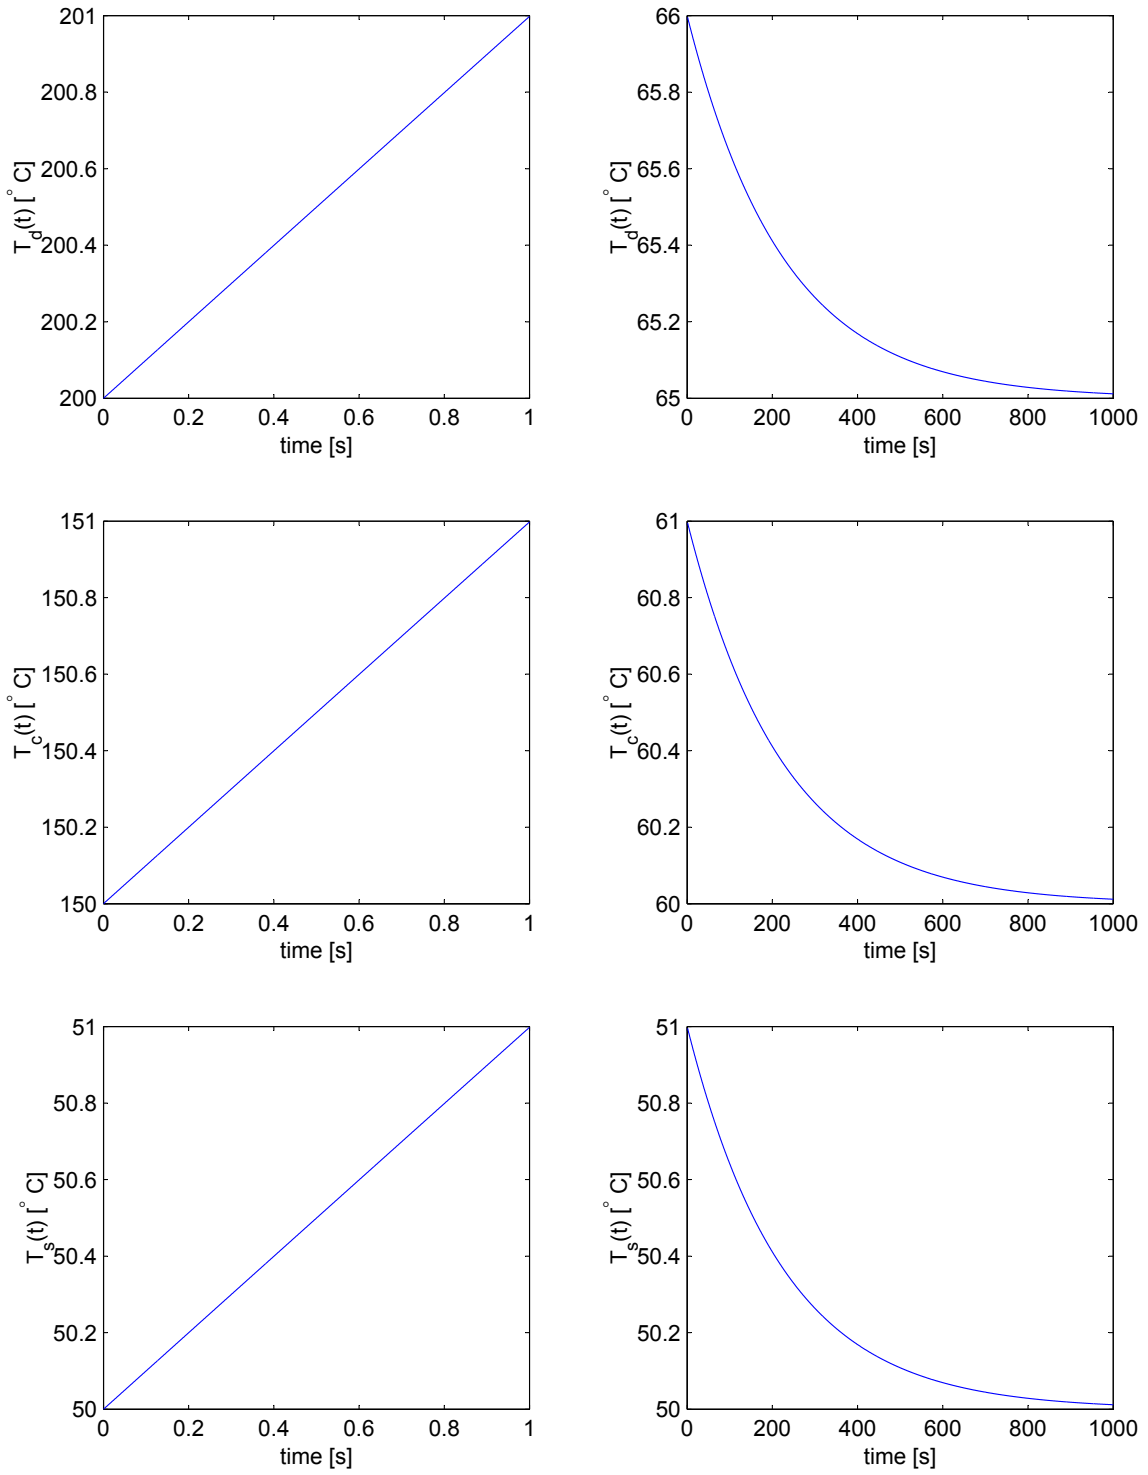 201
200.8
200.6
200.4
200.2
200
0 0.2 0.4 0.6 0.8 1
time [s]
T_d(t) [° C]
66
65.8
65.6
65.4
65.2
65
0 200 400 600 800 1000
time [s]
T_d(t) [° C]
151
150.8
150.6
150.4
150.2
150
0 0.2 0.4 0.6 0.8 1
time [s]
T_c(t) [° C]
61
60.8
60.6
60.4
60.2
60
0 200 400 600 800 1000
time [s]
T_c(t) [° C]
51
50.8
50.6
50.4
50.2
50
0 0.2 0.4 0.6 0.8 1
time [s]
T_s(t) [° C]
51
50.8
50.6
50.4
50.2
50
0 200 400 600 800 1000
time [s]
T_s(t) [° C]